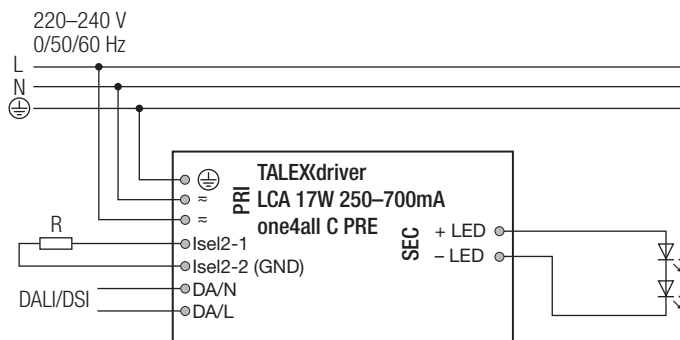 220–240 V
0/50/60 Hz
L
N
PRI
TALEXXdriver
LCA 17W 250–700mA
one4all C PRE
≂
≂
SEC
+ LED
– LED
R
Isel2-1
Isel2-2 (GND)
DALI/DSI
DA/N
DA/L